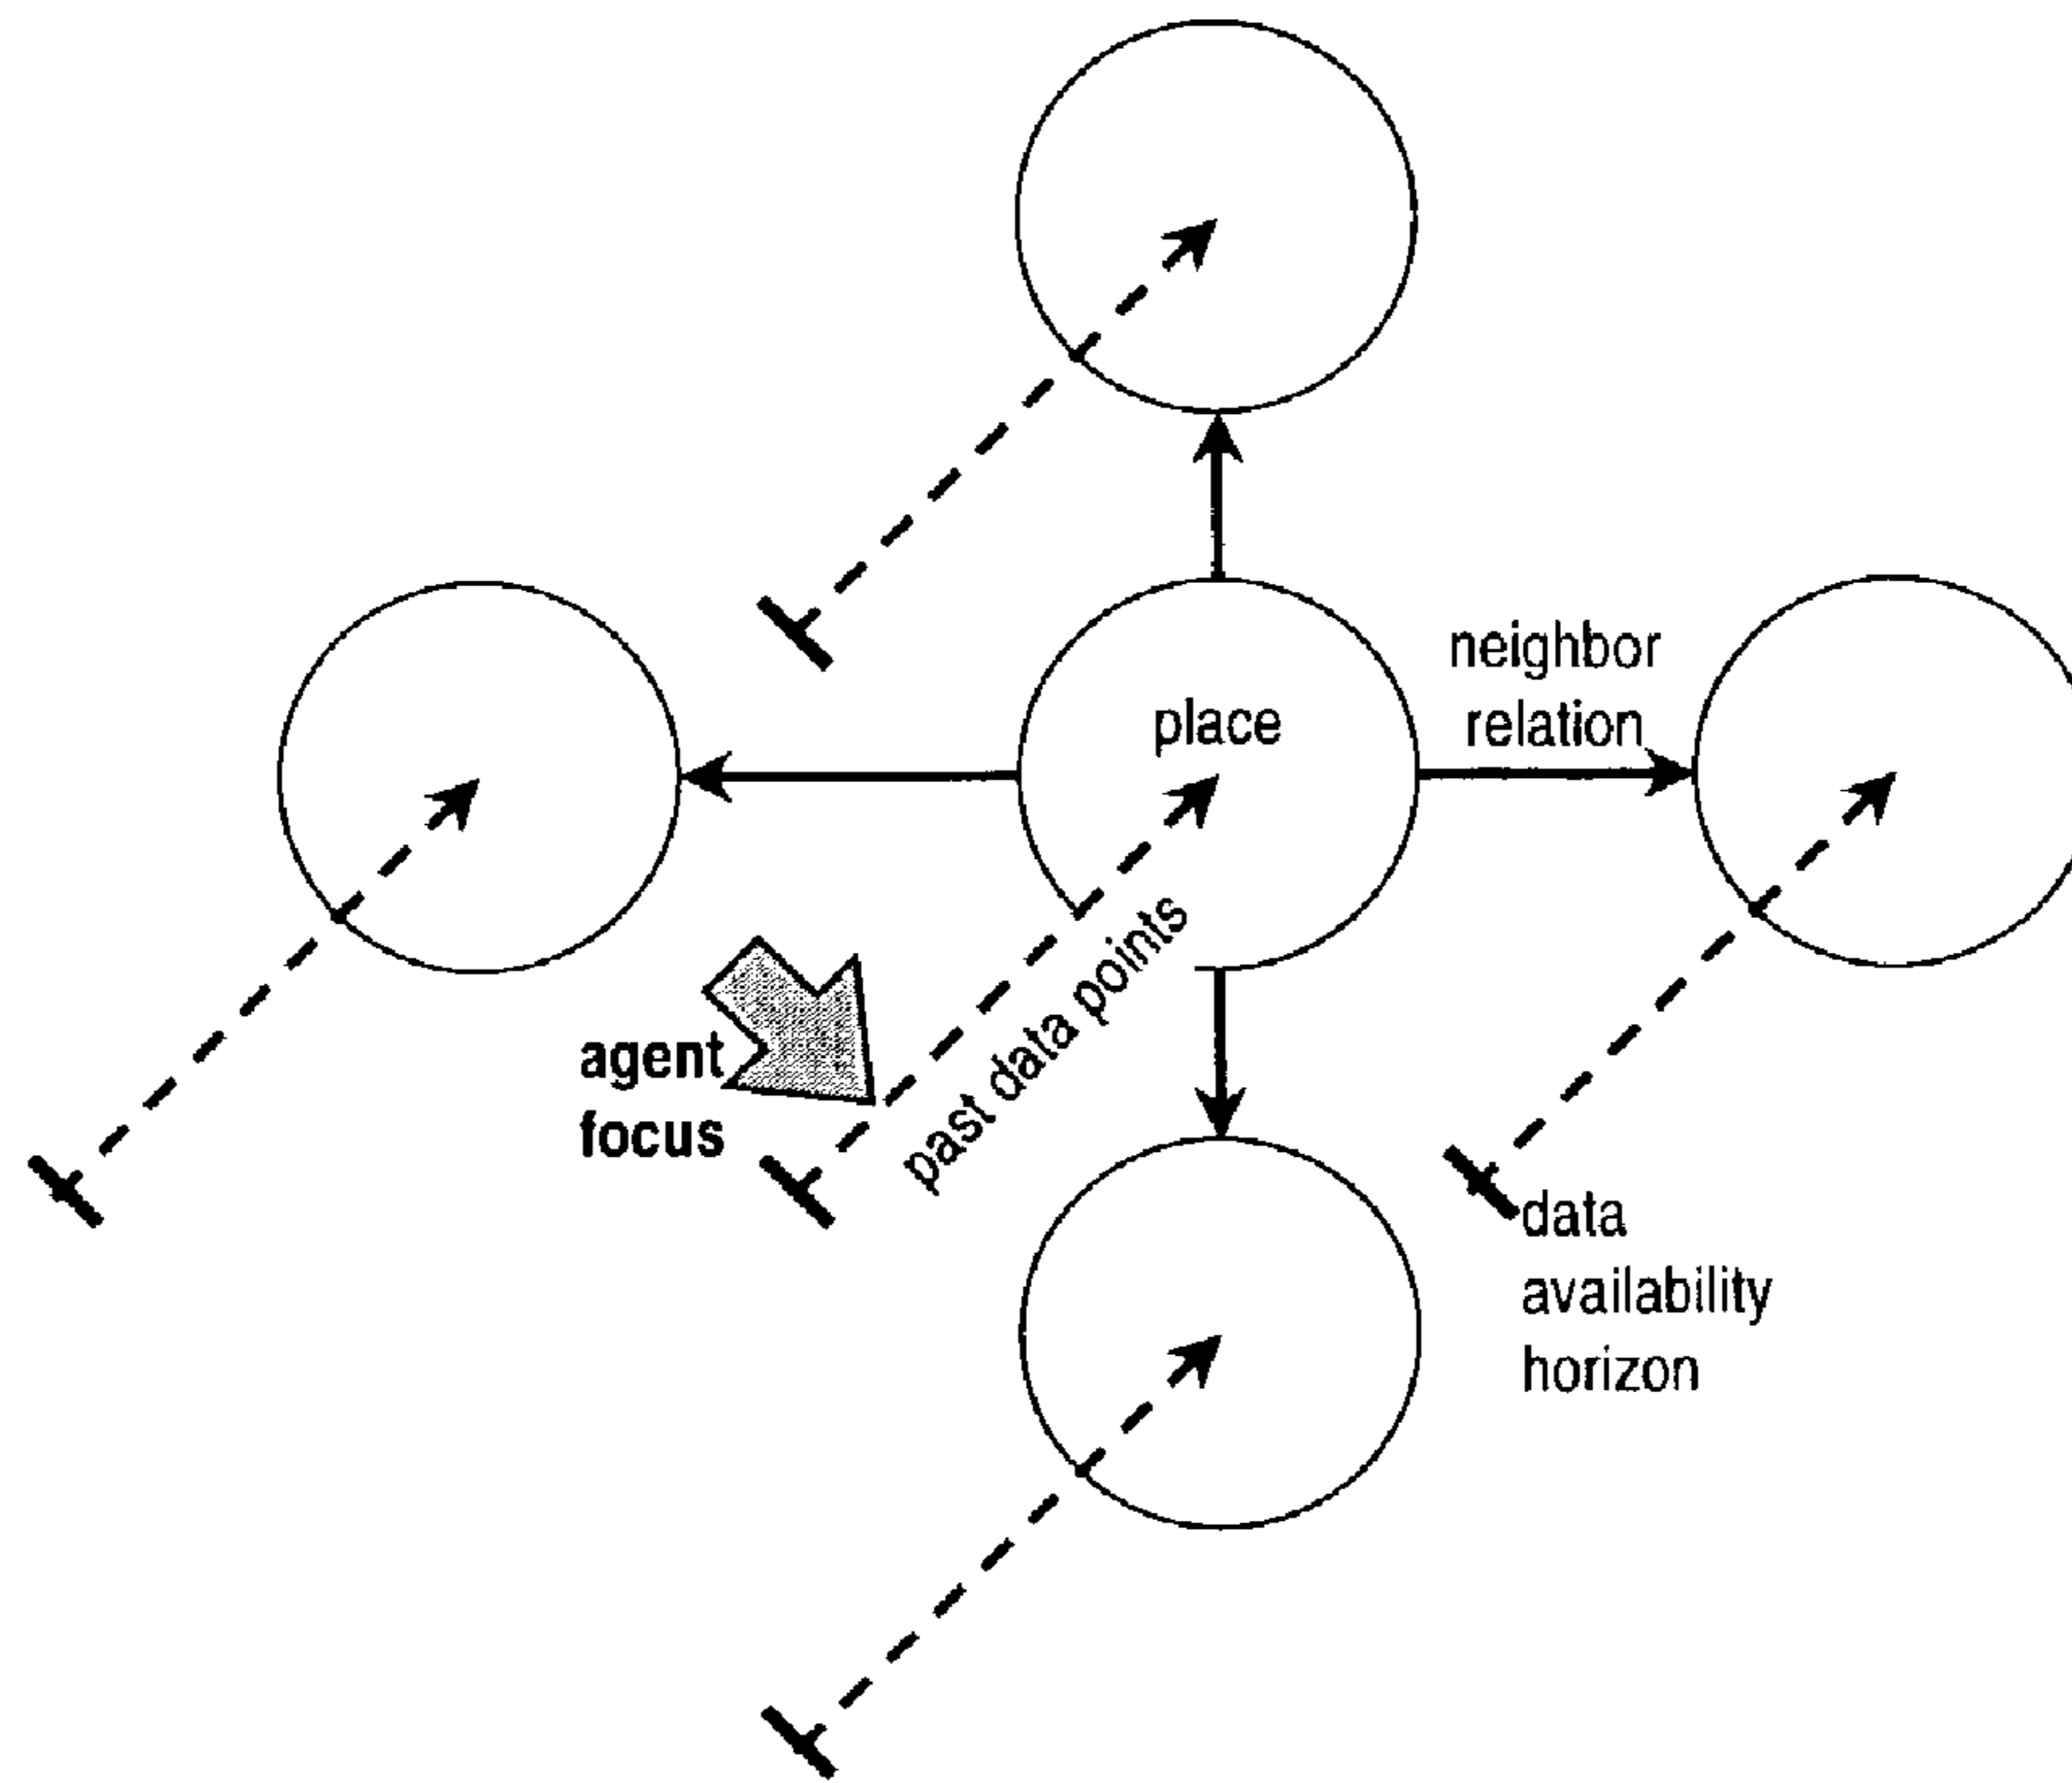 neighbor
relation
place
past data points
agent
focus
data
availability
horizon